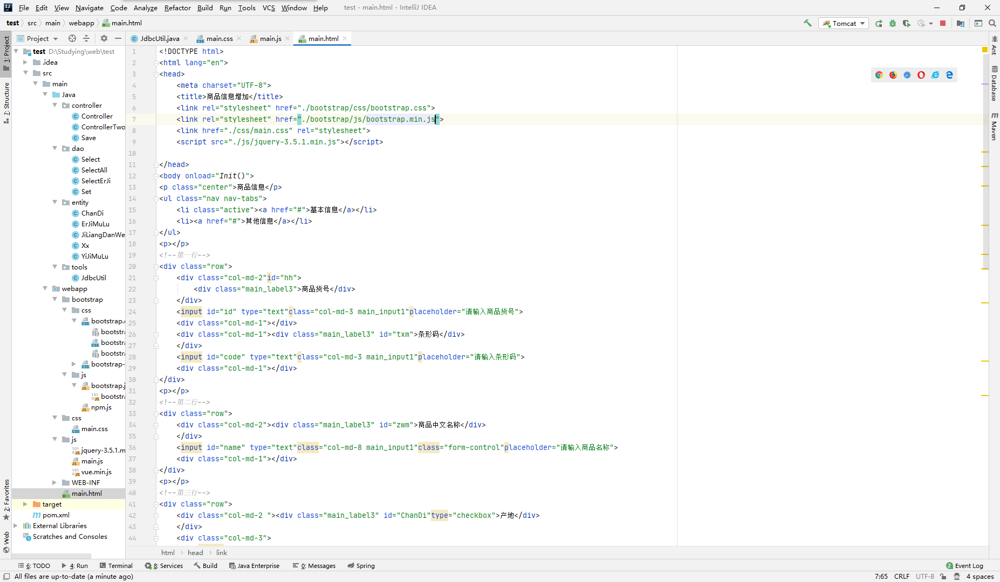 File Edit View Navigate Code Analyze Refactor Build Run Tools VCS Window Help test - main.html - IntelliJ IDEA
test src main webapp main.html Tomcat
Project JdbcUtil.java main.css main.js main.html
1: Project
7: Structure
2: Favorites
Web
Ant
Database
Maven
test D:\Studying\web\test
.idea
src
main
Java
controller
Controller
ControllerTwo
Save
dao
Select
SelectAll
SelectErJi
Set
entity
ChanDi
ErJiMuLu
JiLiangDanWe
Xx
YiJiMuLu
tools
JdbcUtil
webapp
bootstrap
css
bootstrap.
bootstra
bootstra
bootstra
bootstrap-
js
bootstrap.j
bootstra
npm.js
css
main.css
js
jquery-3.5.1.m
main.js
vue.min.js
WEB-INF
main.html
target
pom.xml
External Libraries
Scratches and Consoles
1 <!DOCTYPE html>
2 <html lang="en">
3 <head>
4 <meta charset="UTF-8">
5 <title>商品信息增加</title>
6 <link rel="stylesheet" href="./bootstrap/css/bootstrap.css">
7 <link rel="stylesheet" href="./bootstrap/js/bootstrap.min.js">
8 <link href="./css/main.css" rel="stylesheet">
9 <script src="./js/jquery-3.5.1.min.js"></script>
10
11 </head>
12 <body onload="Init()">
13 <p class="center">商品信息</p>
14 <ul class="nav nav-tabs">
15 <li class="active"><a href="#">基本信息</a></li>
16 <li><a href="#">其他信息</a></li>
17 </ul>
18 <p></p>
19 <!--第一行-->
20 <div class="row">
21 <div class="col-md-2"id="hh">
22 <div class="main_label3">商品货号</div>
23 </div>
24 <input id="id" type="text"class="col-md-3 main_input1"placeholder="请输入商品货号">
25 <div class="col-md-1"></div>
26 <div class="col-md-1"><div class="main_label3" id="txm">条形码</div>
27 </div>
28 <input id="code" type="text"class="col-md-3 main_input1"placeholder="请输入条形码">
29 <div class="col-md-1"></div>
30 </div>
31 <p></p>
32 <!--第二行-->
33 <div class="row">
34 <div class="col-md-2"><div class="main_label3" id="zwm">商品中文名称</div>
35 </div>
36 <input id="name" type="text"class="col-md-8 main_input1"class="form-control"placeholder="请输入商品名称">
37 <div class="col-md-1"></div>
38 </div>
39 <p></p>
40 <!--第三行-->
41 <div class="row">
42 <div class="col-md-2 "><div class="main_label3" id="ChanDi"type="checkbox">产地</div>
43 </div>
44 <div class="col-md-3">
html head link
6: TODO 4: Run Terminal 8: Services Build Java Enterprise 0: Messages Spring 2 Event Log
All files are up-to-date (a minute ago) 7:65 CRLF UTF-8 4 spaces